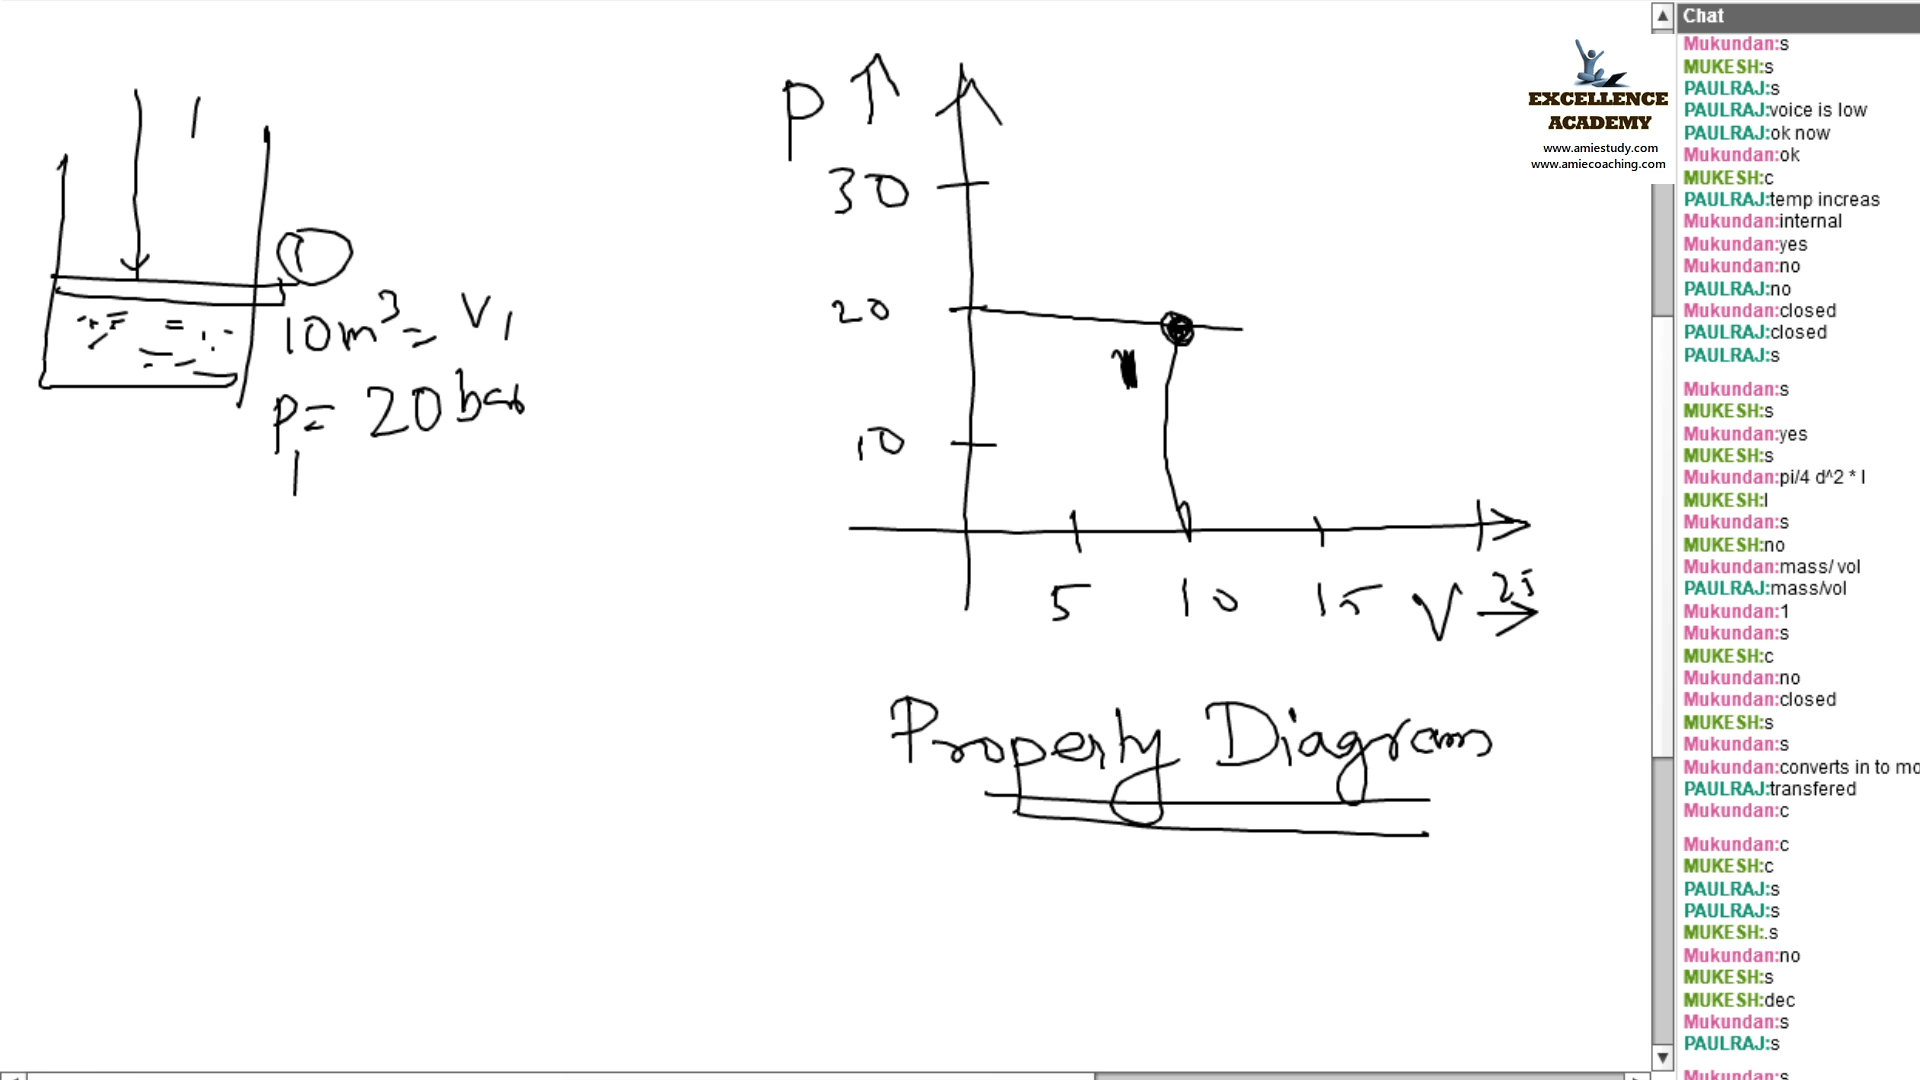 P
30
20
10
5 10 15 V 25
1
10m³ = V1
P1 = 20 bar
Property Diagrams
EXCELLENCE
ACADEMY
www.amiestudy.com
www.amiecoaching.com
Chat
Mukundan:s
MUKESH:s
PAULRAJ:s
PAULRAJ:voice is low
PAULRAJ:ok now
Mukundan:ok
MUKESH:c
PAULRAJ:temp increas
Mukundan:internal
Mukundan:yes
Mukundan:no
PAULRAJ:no
Mukundan:closed
PAULRAJ:closed
PAULRAJ:s
Mukundan:s
MUKESH:s
Mukundan:yes
MUKESH:s
Mukundan:pi/4 d^2 * l
MUKESH:l
Mukundan:s
MUKESH:no
Mukundan:mass/ vol
PAULRAJ:mass/vol
Mukundan:1
Mukundan:s
MUKESH:c
Mukundan:no
Mukundan:closed
MUKESH:s
Mukundan:s
Mukundan:converts in to mo
PAULRAJ:transfered
Mukundan:c
Mukundan:c
MUKESH:c
PAULRAJ:s
PAULRAJ:s
MUKESH:.s
Mukundan:no
MUKESH:s
MUKESH:dec
Mukundan:s
PAULRAJ:s
Mukundan:s